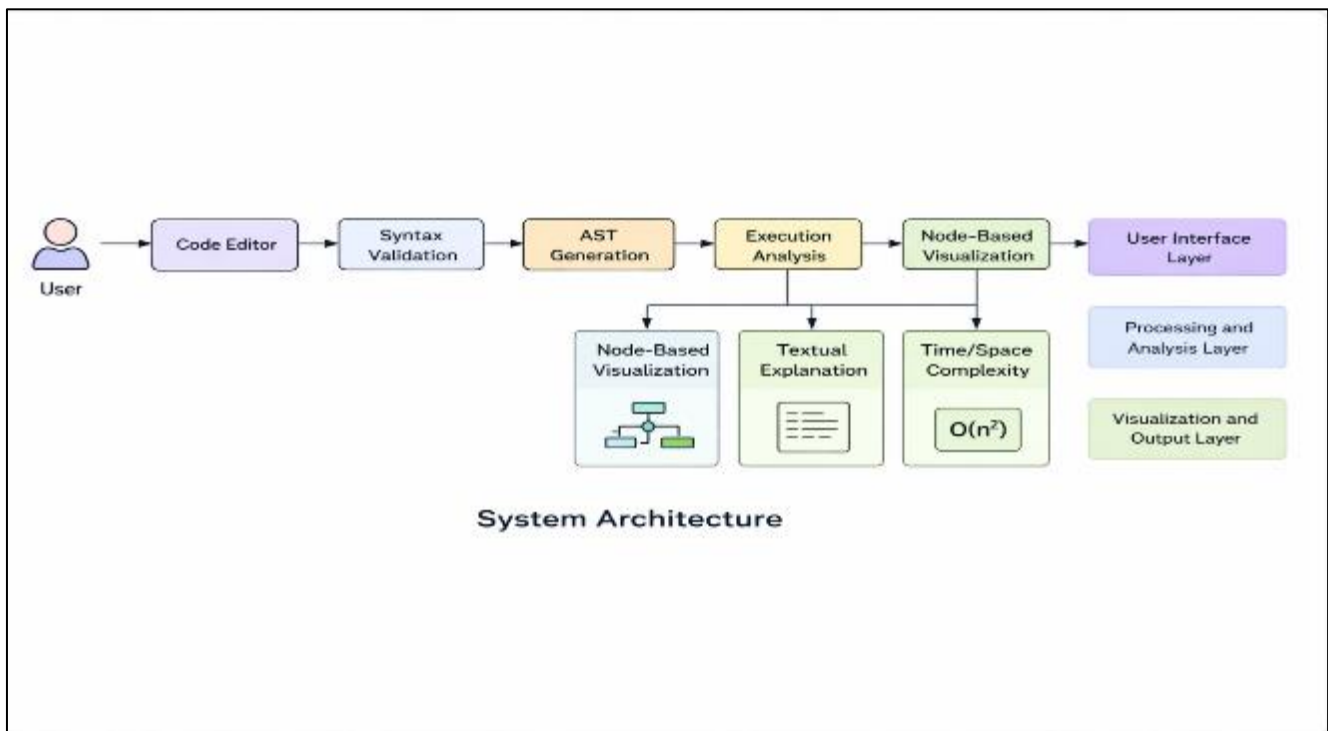 User
Code Editor
Syntax
Validation
AST
Generation
Execution
Analysis
Node-Based
Visualization
User Interface
Layer
Node-Based
Visualization
Textual
Explanation
Time/Space
Complexity
O(n²)
Processing and
Analysis Layer
Visualization and
Output Layer
System Architecture